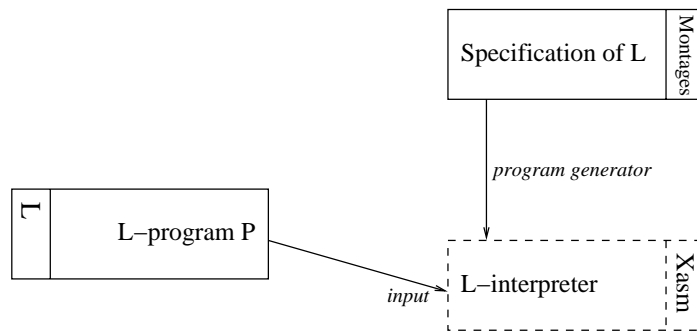 Specification of L
Montages
program generator
L
L–program P
input
L–interpreter
Xasm